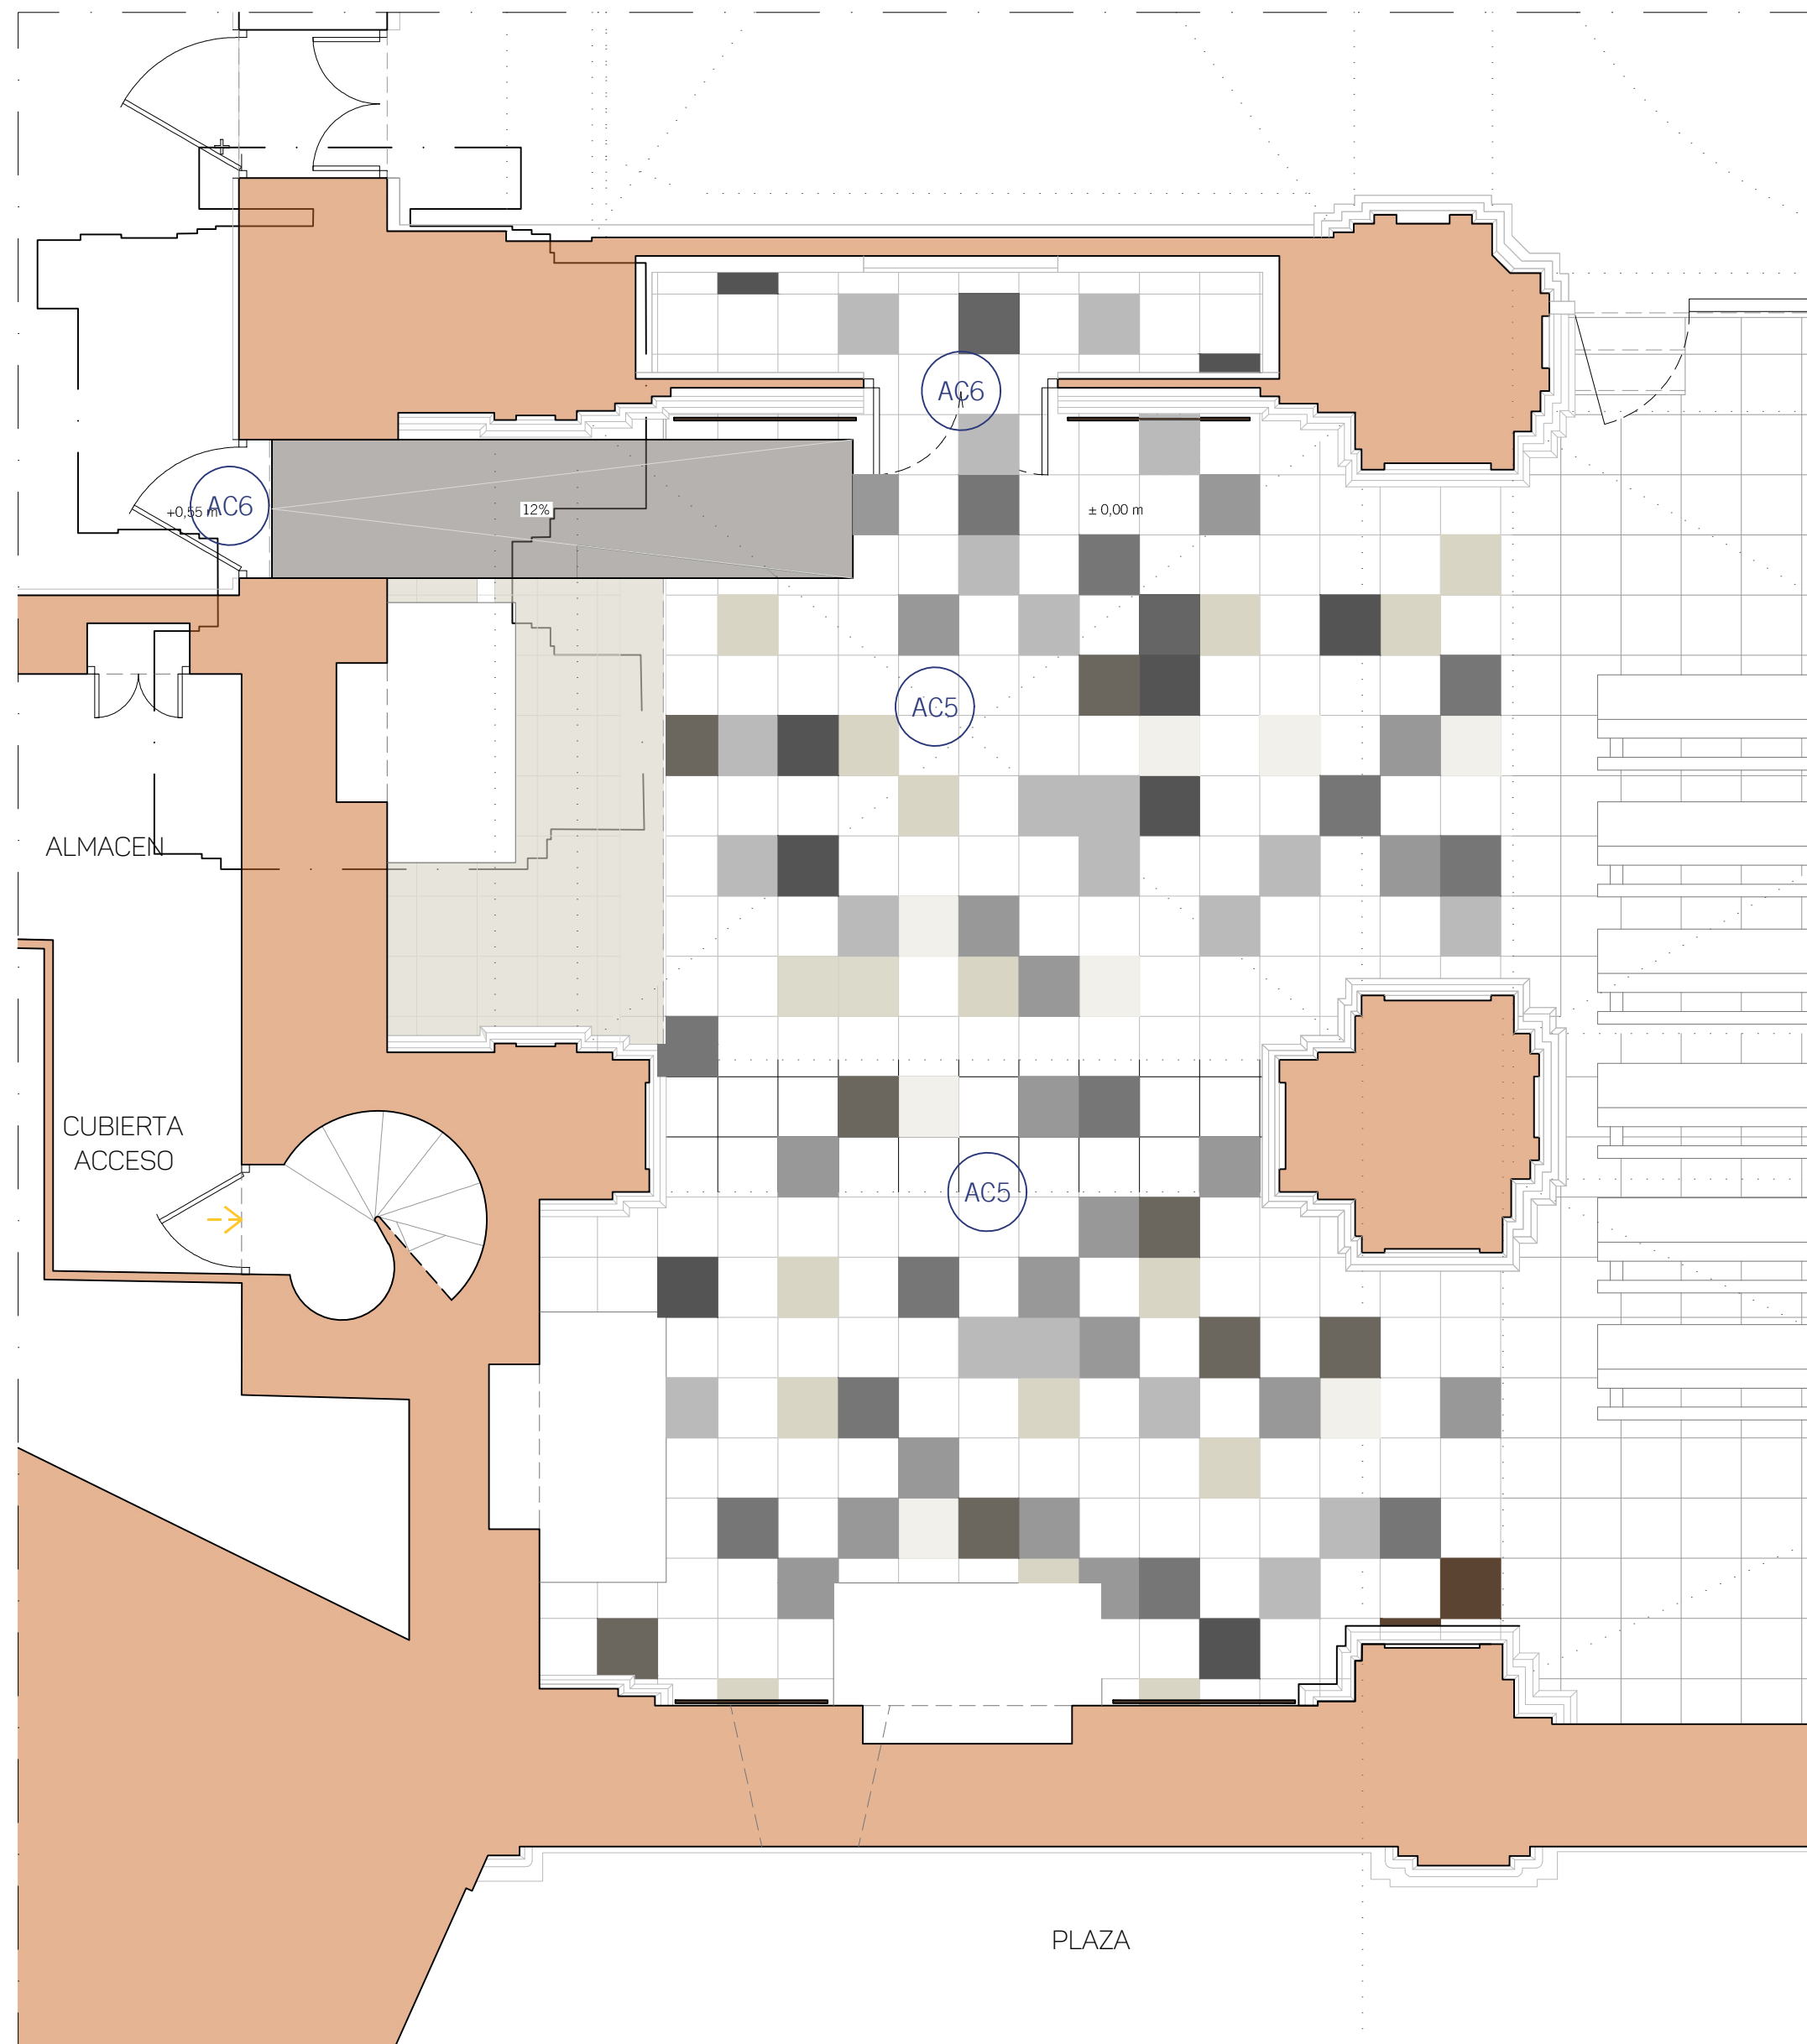 AC6
+0,55 m
AC6
12%
± 0,00 m
AC5
ALMACEN
CUBIERTA
ACCESO
AC5
PLAZA